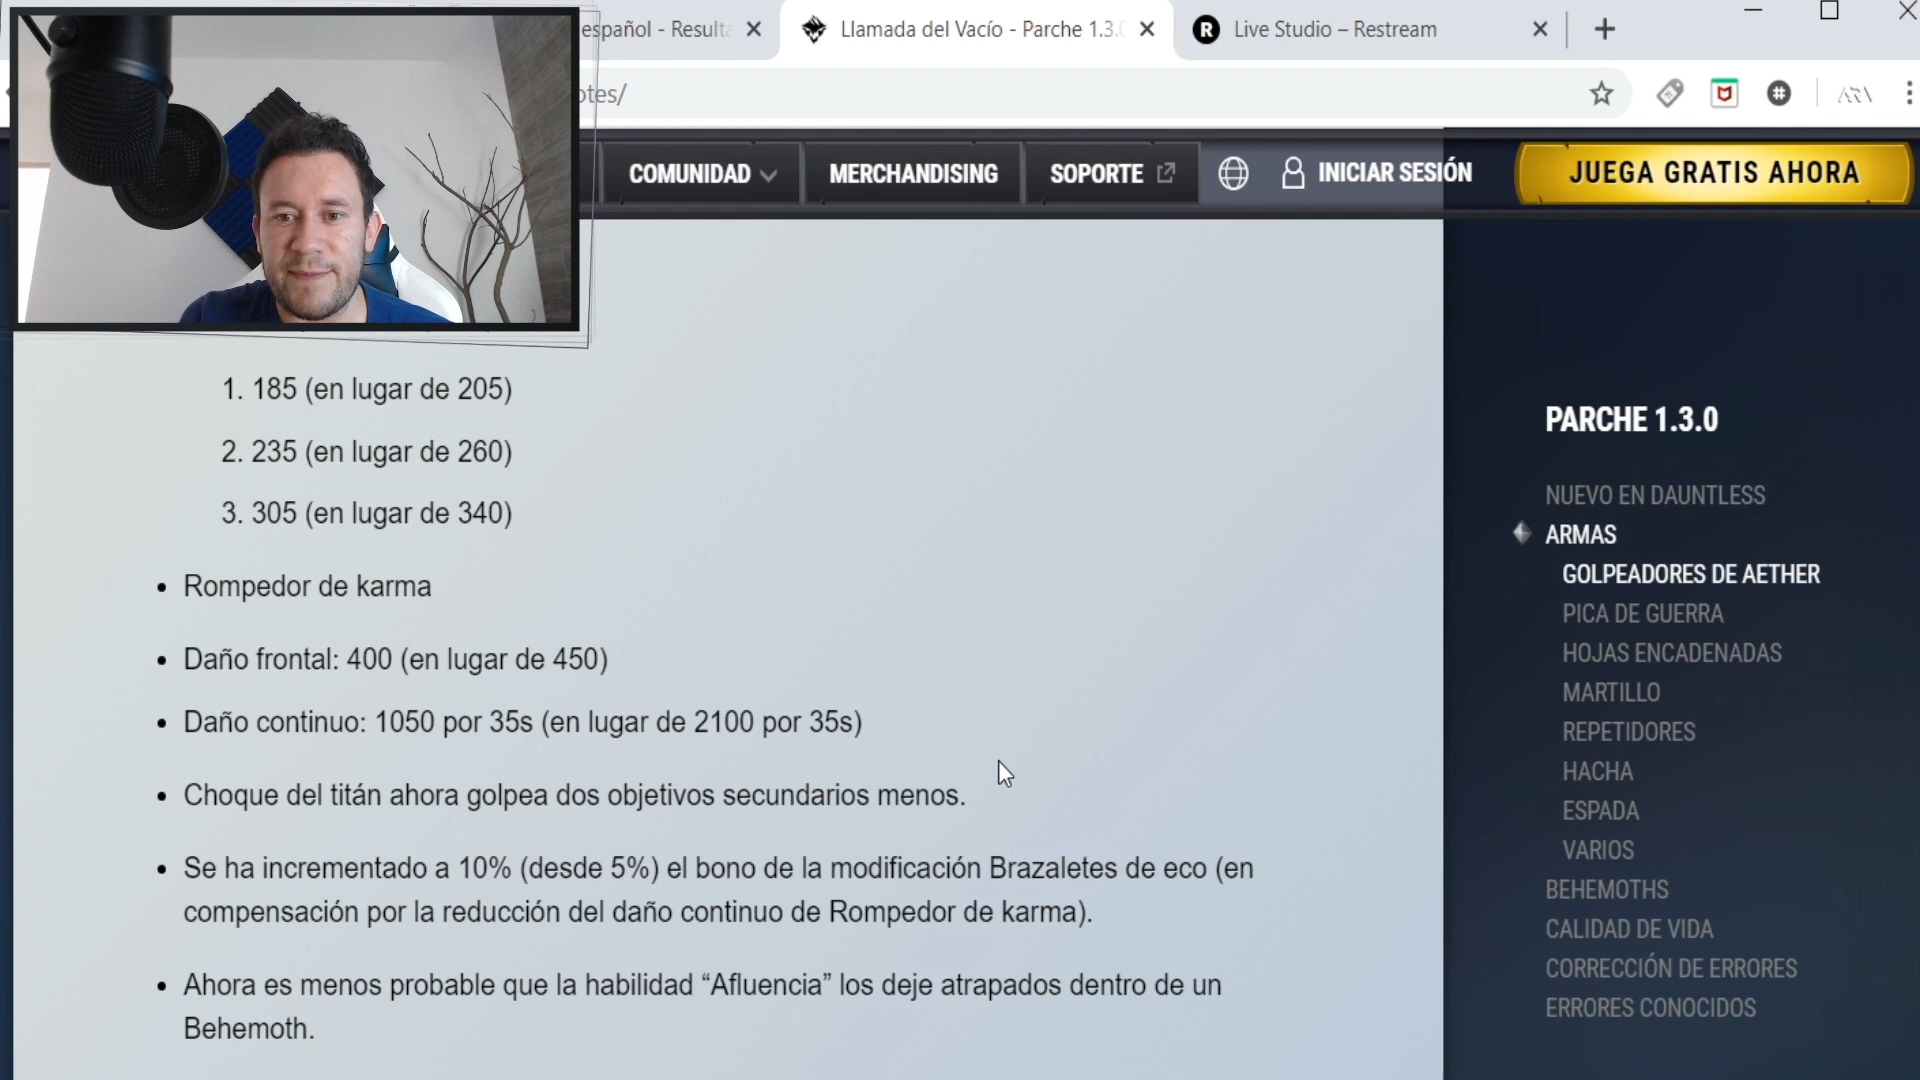 español - Resulta
Llamada del Vacío - Parche 1.3.0
R Live Studio – Restream
otes/
COMUNIDAD
MERCHANDISING
SOPORTE
INICIAR SESIÓN
JUEGA GRATIS AHORA
1. 185 (en lugar de 205)
2. 235 (en lugar de 260)
3. 305 (en lugar de 340)
• Rompedor de karma
• Daño frontal: 400 (en lugar de 450)
• Daño continuo: 1050 por 35s (en lugar de 2100 por 35s)
• Choque del titán ahora golpea dos objetivos secundarios menos.
• Se ha incrementado a 10% (desde 5%) el bono de la modificación Brazaletes de eco (en
compensación por la reducción del daño continuo de Rompedor de karma).
• Ahora es menos probable que la habilidad “Afluencia” los deje atrapados dentro de un
Behemoth.
PARCHE 1.3.0
NUEVO EN DAUNTLESS
ARMAS
GOLPEADORES DE AETHER
PICA DE GUERRA
HOJAS ENCADENADAS
MARTILLO
REPETIDORES
HACHA
ESPADA
VARIOS
BEHEMOTHS
CALIDAD DE VIDA
CORRECCIÓN DE ERRORES
ERRORES CONOCIDOS